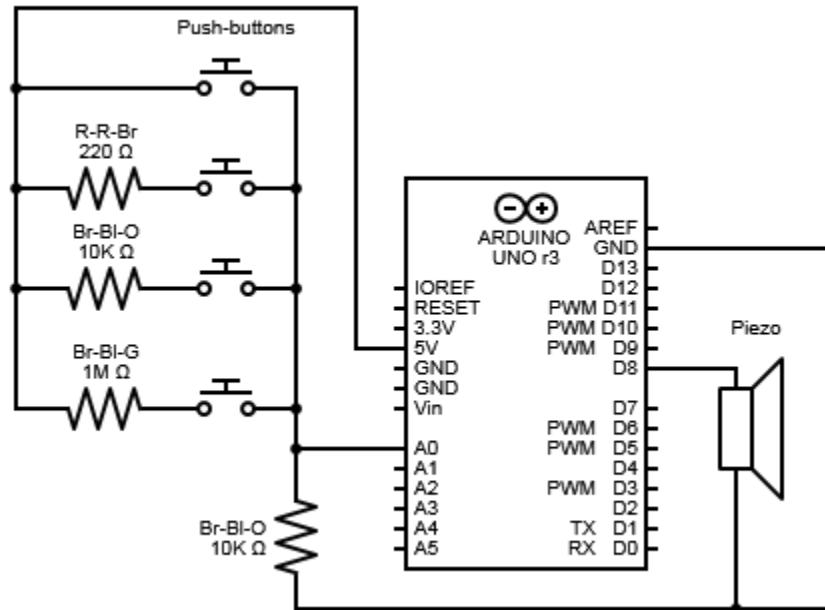 Push-buttons
R-R-Br
220 Ω
Br-Bl-O
10K Ω
Br-Bl-G
1M Ω
Br-Bl-O
10K Ω
ARDUINO
UNO r3
IOREF
RESET
3.3V
5V
GND
GND
Vin
A0
A1
A2
A3
A4
A5
AREF
GND
D13
D12
PWM D11
PWM D10
PWM D9
D8
D7
PWM D6
PWM D5
D4
PWM D3
D2
TX D1
RX D0
Piezo